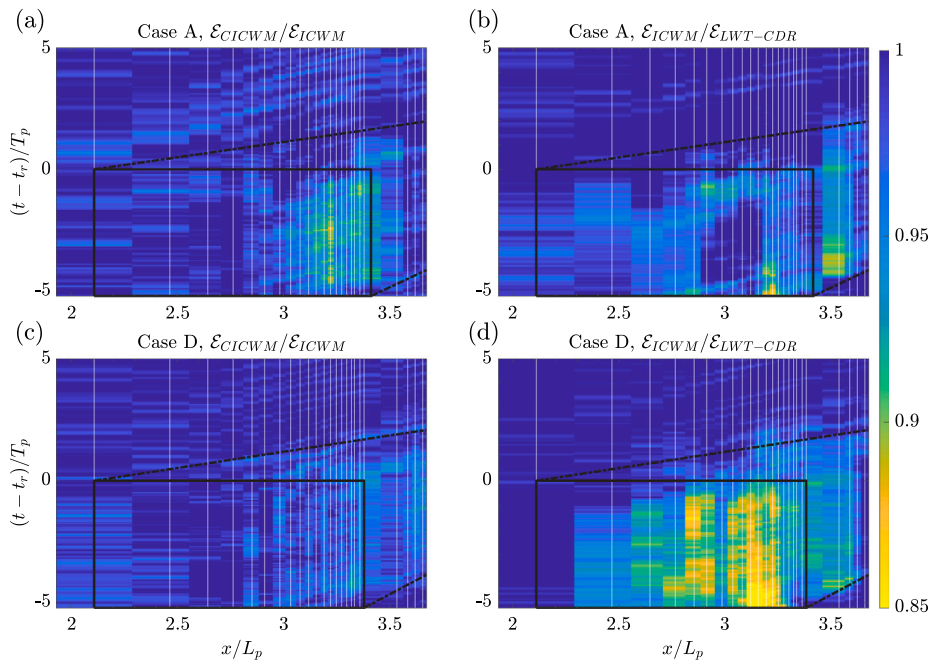 (a) (b)
Case A, ℰ_CICWM/ℰ_ICWM Case A, ℰ_ICWM/ℰ_LWT−CDR
5 5 1
(t − t_r)/T_p 0 0
-5 -5
2 2.5 3 3.5 2 2.5 3 3.5
0.95
(c) (d)
Case D, ℰ_CICWM/ℰ_ICWM Case D, ℰ_ICWM/ℰ_LWT−CDR
5 5
0.9
(t − t_r)/T_p 0 0
-5 -5 0.85
2 2.5 3 3.5 2 2.5 3 3.5
x/L_p x/L_p